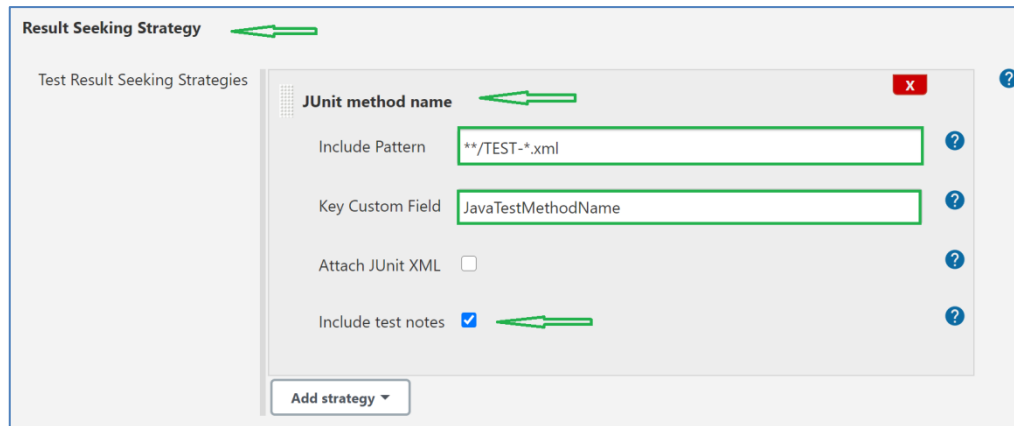 Result Seeking Strategy
Test Result Seeking Strategies
X
?
JUnit method name
Include Pattern
**/TEST-*.xml
?
Key Custom Field
JavaTestMethodName
?
Attach JUnit XML
?
Include test notes
?
Add strategy